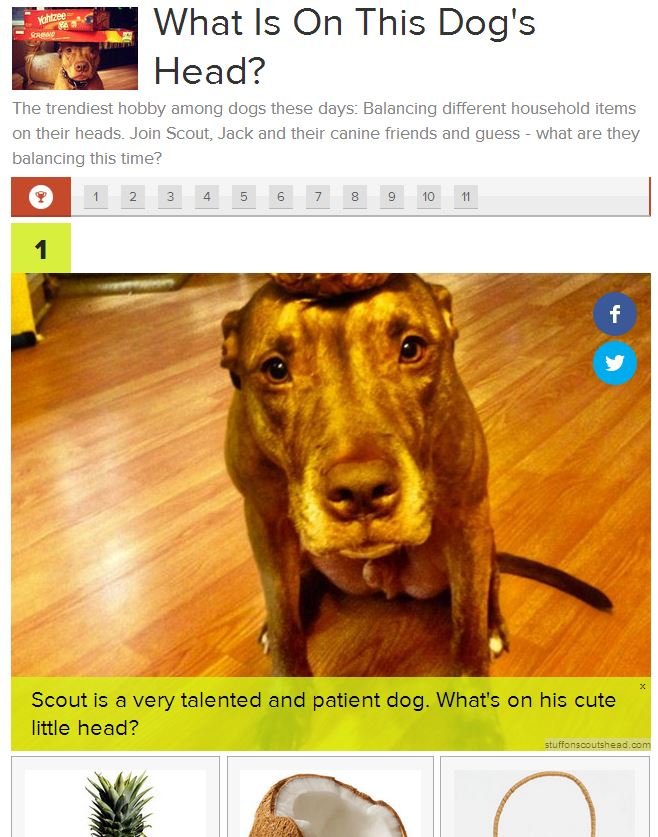 Yahtzee
SCRABBLE
What Is On This Dog's
Head?
The trendiest hobby among dogs these days: Balancing different household items
on their heads. Join Scout, Jack and their canine friends and guess - what are they
balancing this time?
1 2 3 4 5 6 7 8 9 10 11
1
f
x
Scout is a very talented and patient dog. What's on his cute
little head?
stuffonscoutshead.com